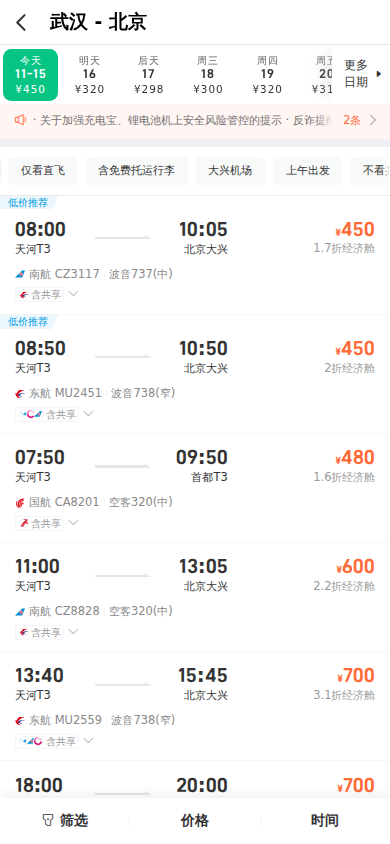 武汉 - 北京
今天 明天 后天 周三 周四 周五 更多
11-15 16 17 18 19 20 日期
¥450 ¥320 ¥298 ¥300 ¥320 ¥31
· 关于加强充电宝、锂电池机上安全风险管控的提示 · 反诈提 2条
仅看直飞 含免费托运行李 大兴机场 上午出发 不看
低价推荐
08:00 10:05 ¥450
天河T3 北京大兴 1.7折经济舱
南航 CZ3117 波音737(中)
含共享
低价推荐
08:50 10:50 ¥450
天河T3 北京大兴 2折经济舱
东航 MU2451 波音738(窄)
含共享
07:50 09:50 ¥480
天河T3 首都T3 1.6折经济舱
国航 CA8201 空客320(中)
含共享
11:00 13:05 ¥600
天河T3 北京大兴 2.2折经济舱
南航 CZ8828 空客320(中)
含共享
13:40 15:45 ¥700
天河T3 北京大兴 3.1折经济舱
东航 MU2559 波音738(窄)
含共享
18:00 20:00 ¥700
筛选 价格 时间